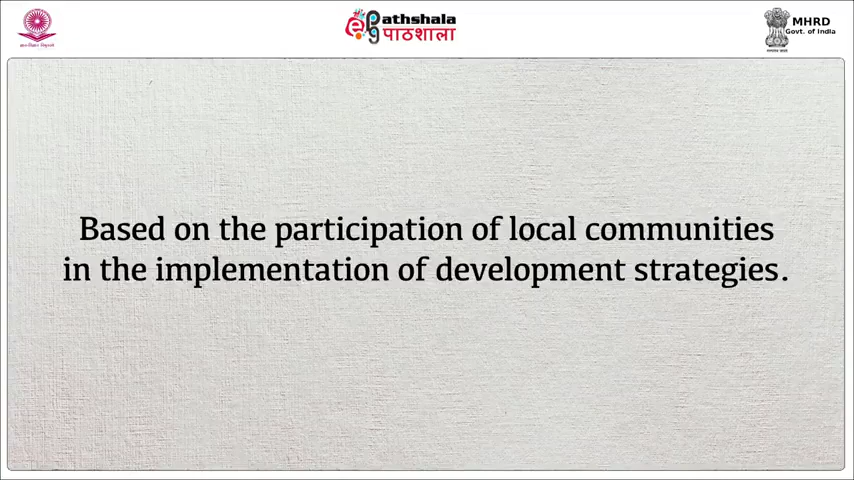 ePathshala
पाठशाला
MHRD
Govt. of India
Based on the participation of local communities
in the implementation of development strategies.